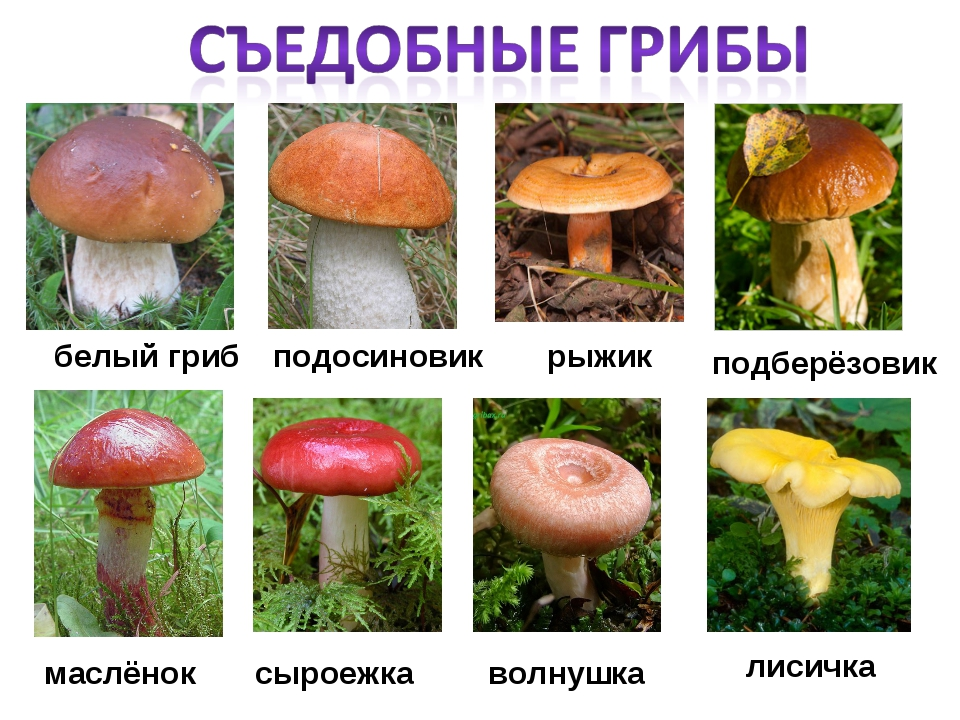 СЪЕДОБНЫЕ ГРИБЫ
белый гриб
подосиновик
рыжик
подберёзовик
маслёнок
сыроежка
волнушка
лисичка